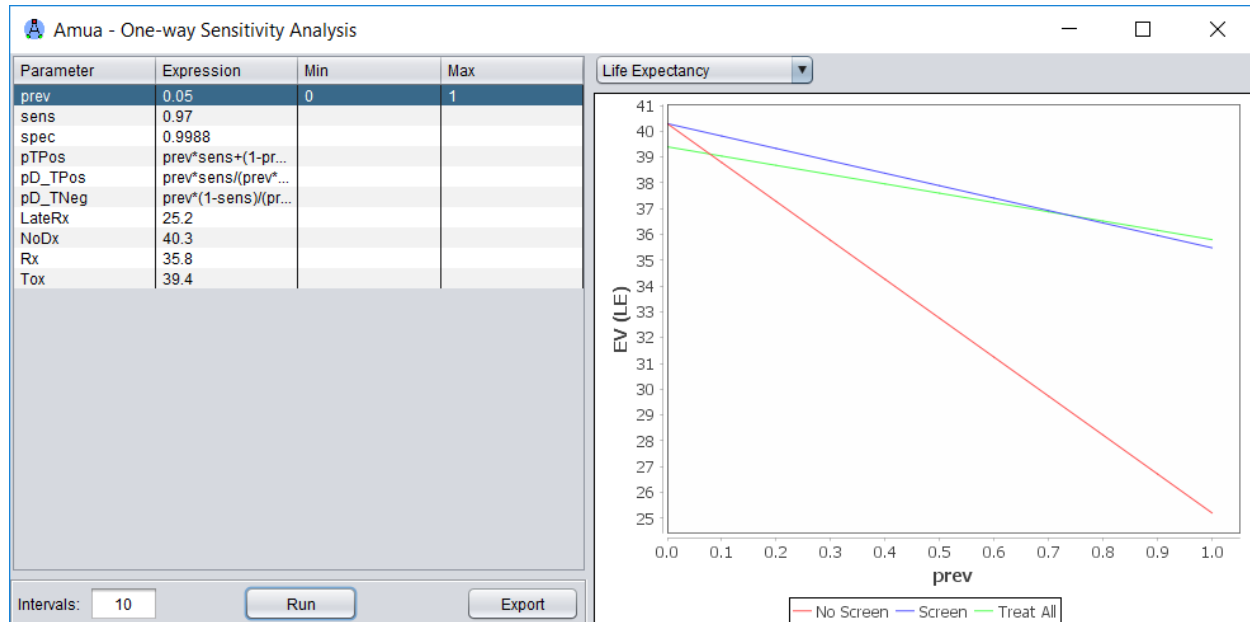 Amua - One-way Sensitivity Analysis
Parameter Expression Min Max
prev 0.05 0 1
sens 0.97
spec 0.9988
pTPos prev*sens+(1-pr...
pD_TPos prev*sens/(prev*...
pD_TNeg prev*(1-sens)/(pr...
LateRx 25.2
NoDx 40.3
Rx 35.8
Tox 39.4
Intervals: 10 Run Export
Life Expectancy
EV (LE)
41
40
39
38
37
36
35
34
33
32
31
30
29
28
27
26
25
0.0 0.1 0.2 0.3 0.4 0.5 0.6 0.7 0.8 0.9 1.0
prev
No Screen Screen Treat All